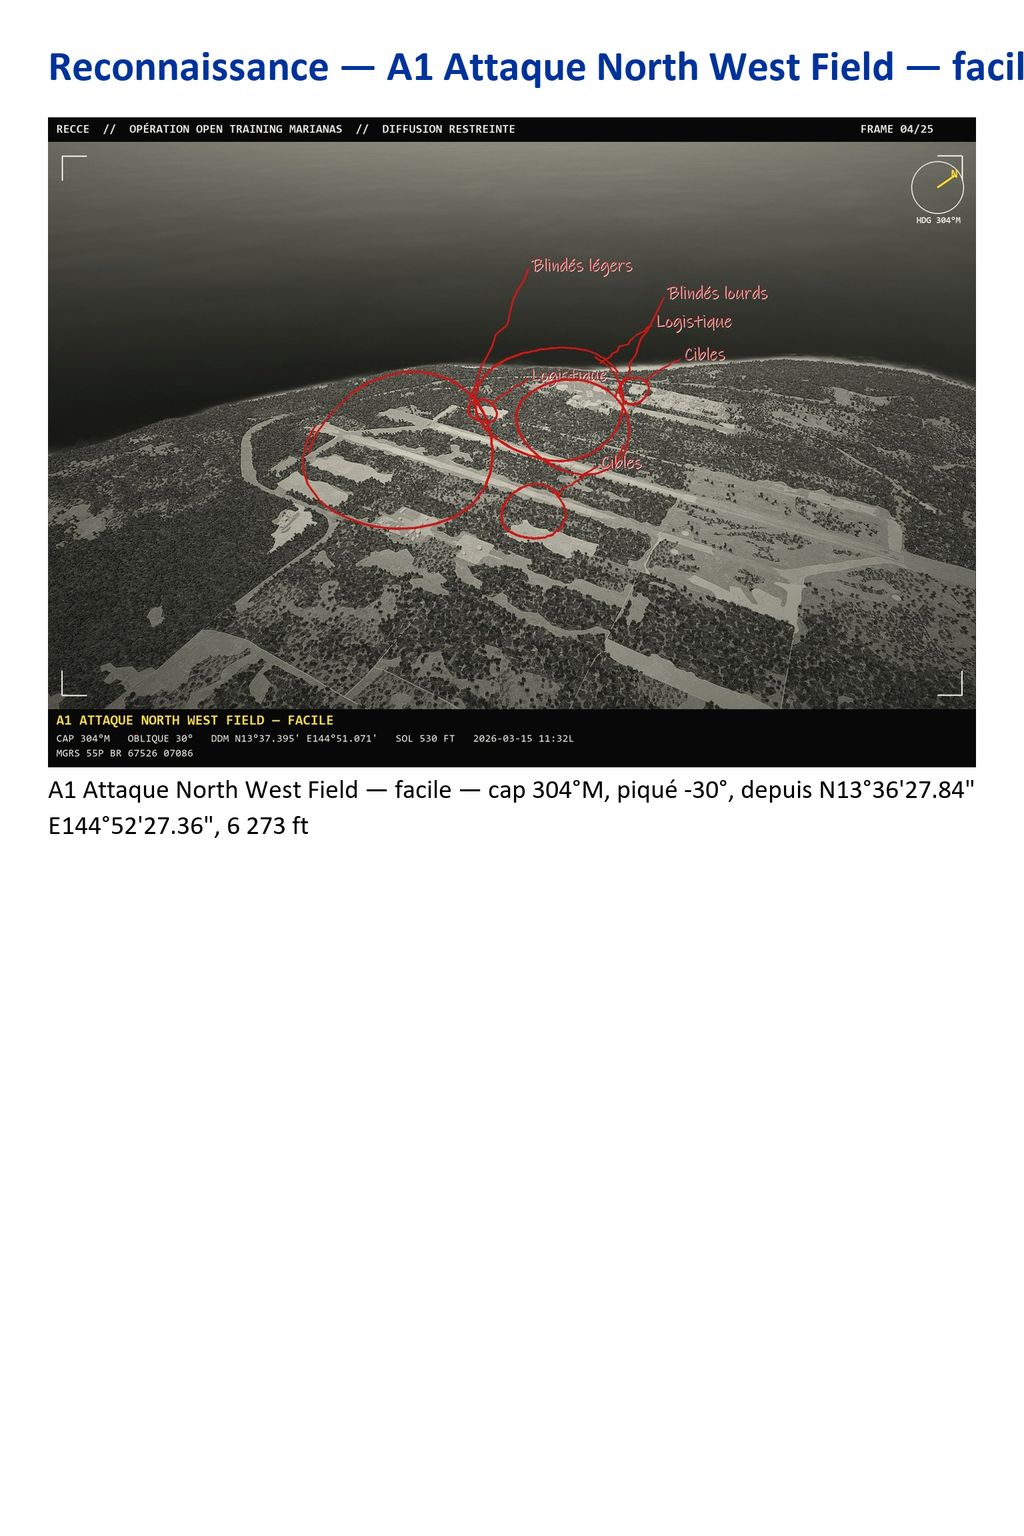 Reconnaissance — A1 Attaque North West Field — facil
RECCE // OPÉRATION OPEN TRAINING MARIANAS // DIFFUSION RESTREINTE FRAME 04/25
N
HDG 304°M
Blindés légers
Blindés lourds
Logistique
Cibles
Logistique
Cibles
A1 ATTAQUE NORTH WEST FIELD — FACILE
CAP 304°M OBLIQUE 30° DDM N13°37.395' E144°51.071' SOL 530 FT 2026-03-15 11:32L
MGRS 55P BR 67526 07086
A1 Attaque North West Field — facile — cap 304°M, piqué -30°, depuis N13°36'27.84"
E144°52'27.36", 6 273 ft